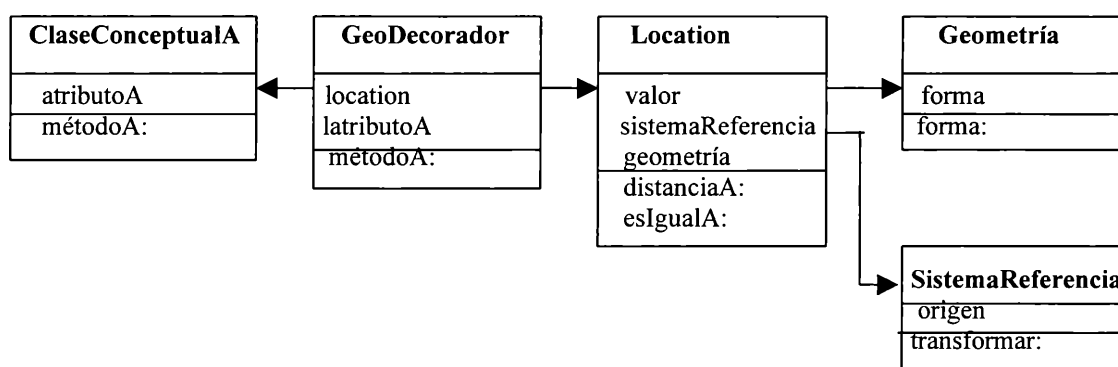 ClaseConceptualA
atributoA
métodoA:
GeoDecorador
location
latributoA
métodoA:
Location
valor
sistemaReferencia
geometría
distanciaA:
esIgualA:
Geometría
forma
forma:
SistemaReferencia
origen
transformar: